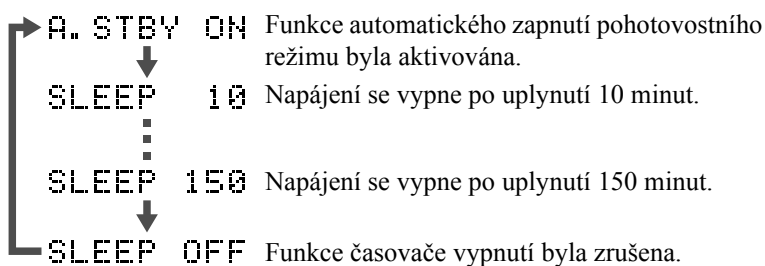 A. STBY ON Funkce automatického zapnutí pohotovostního
režimu byla aktivována.
SLEEP 10 Napájení se vypne po uplynutí 10 minut.
SLEEP 150 Napájení se vypne po uplynutí 150 minut.
SLEEP OFF Funkce časovače vypnutí byla zrušena.